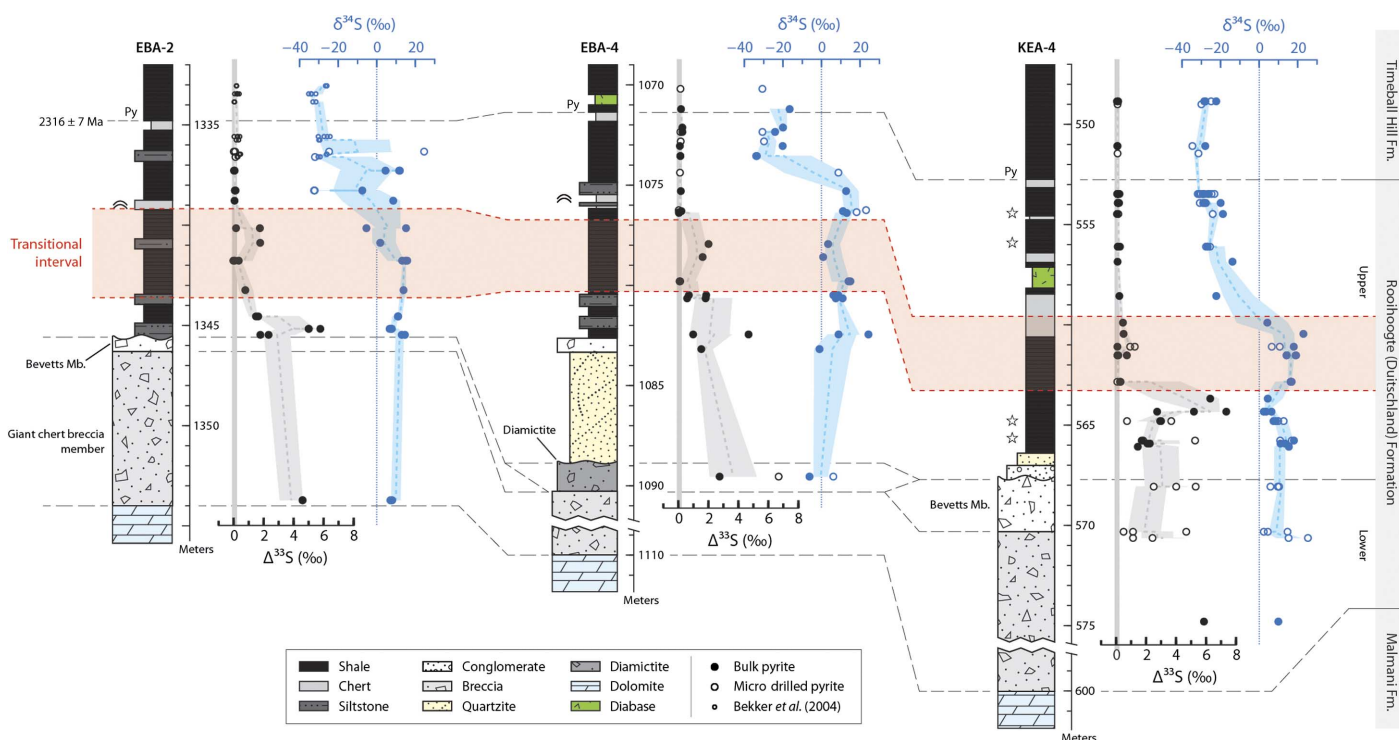 δ³⁴S (‰)
EBA-2
−40 −20 0 20
Py
2316 ± 7 Ma
1335
Transitional
interval
1345
Bevetts Mb.
Giant chert breccia
member
1350
Meters
0 2 4 6 8
Δ³³S (‰)
δ³⁴S (‰)
EBA-4
−40 −20 0 20
1070
Py
1075
1085
Diamictite
1090
1110
Meters
0 2 4 6 8
Δ³³S (‰)
δ³⁴S (‰)
KEA-4
−40 −20 0 20
550
Py
555
565
Bevetts Mb.
570
575
600
Meters
0 2 4 6 8
Δ³³S (‰)
Timeball Hill Fm.
Upper
Rooihoogte (Duitschland) Formation
Lower
Malmani Fm.
Shale
Chert
Siltstone
Conglomerate
Breccia
Quartzite
Diamictite
Dolomite
Diabase
Bulk pyrite
Micro drilled pyrite
Bekker et al. (2004)